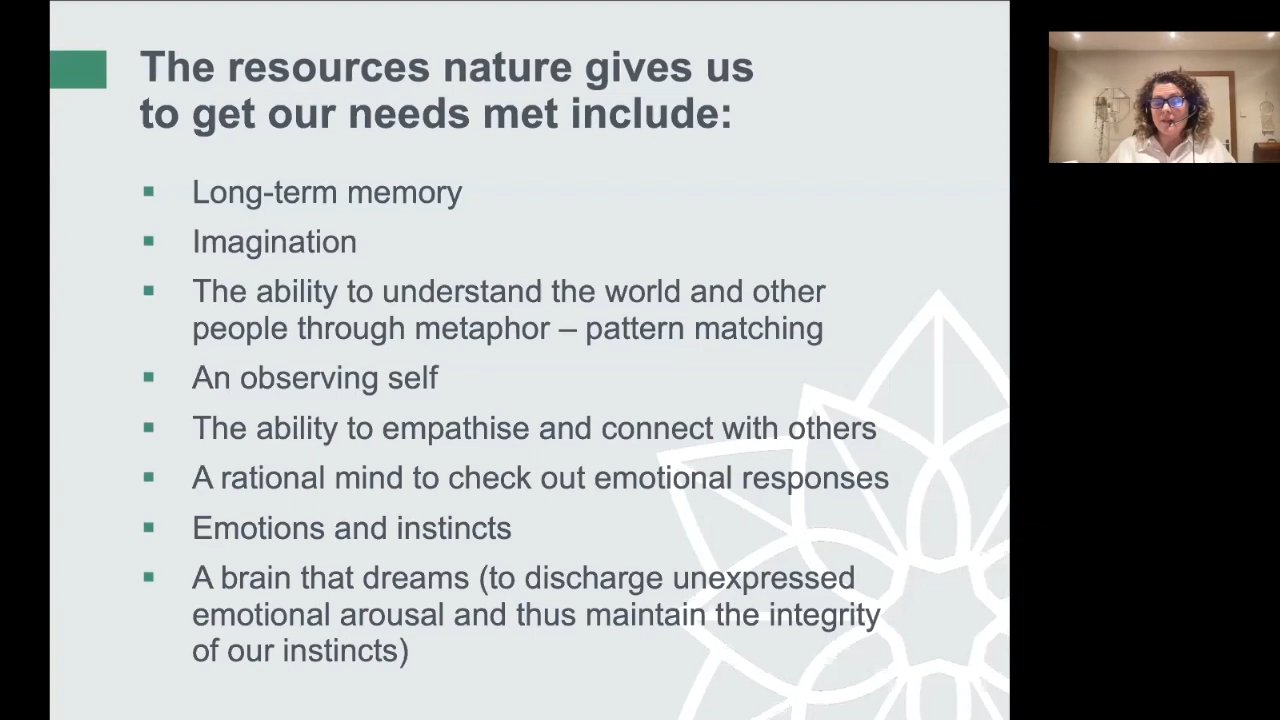 The resources nature gives us
to get our needs met include:
▪ Long-term memory
▪ Imagination
▪ The ability to understand the world and other
people through metaphor – pattern matching
▪ An observing self
▪ The ability to empathise and connect with others
▪ A rational mind to check out emotional responses
▪ Emotions and instincts
▪ A brain that dreams (to discharge unexpressed
emotional arousal and thus maintain the integrity
of our instincts)